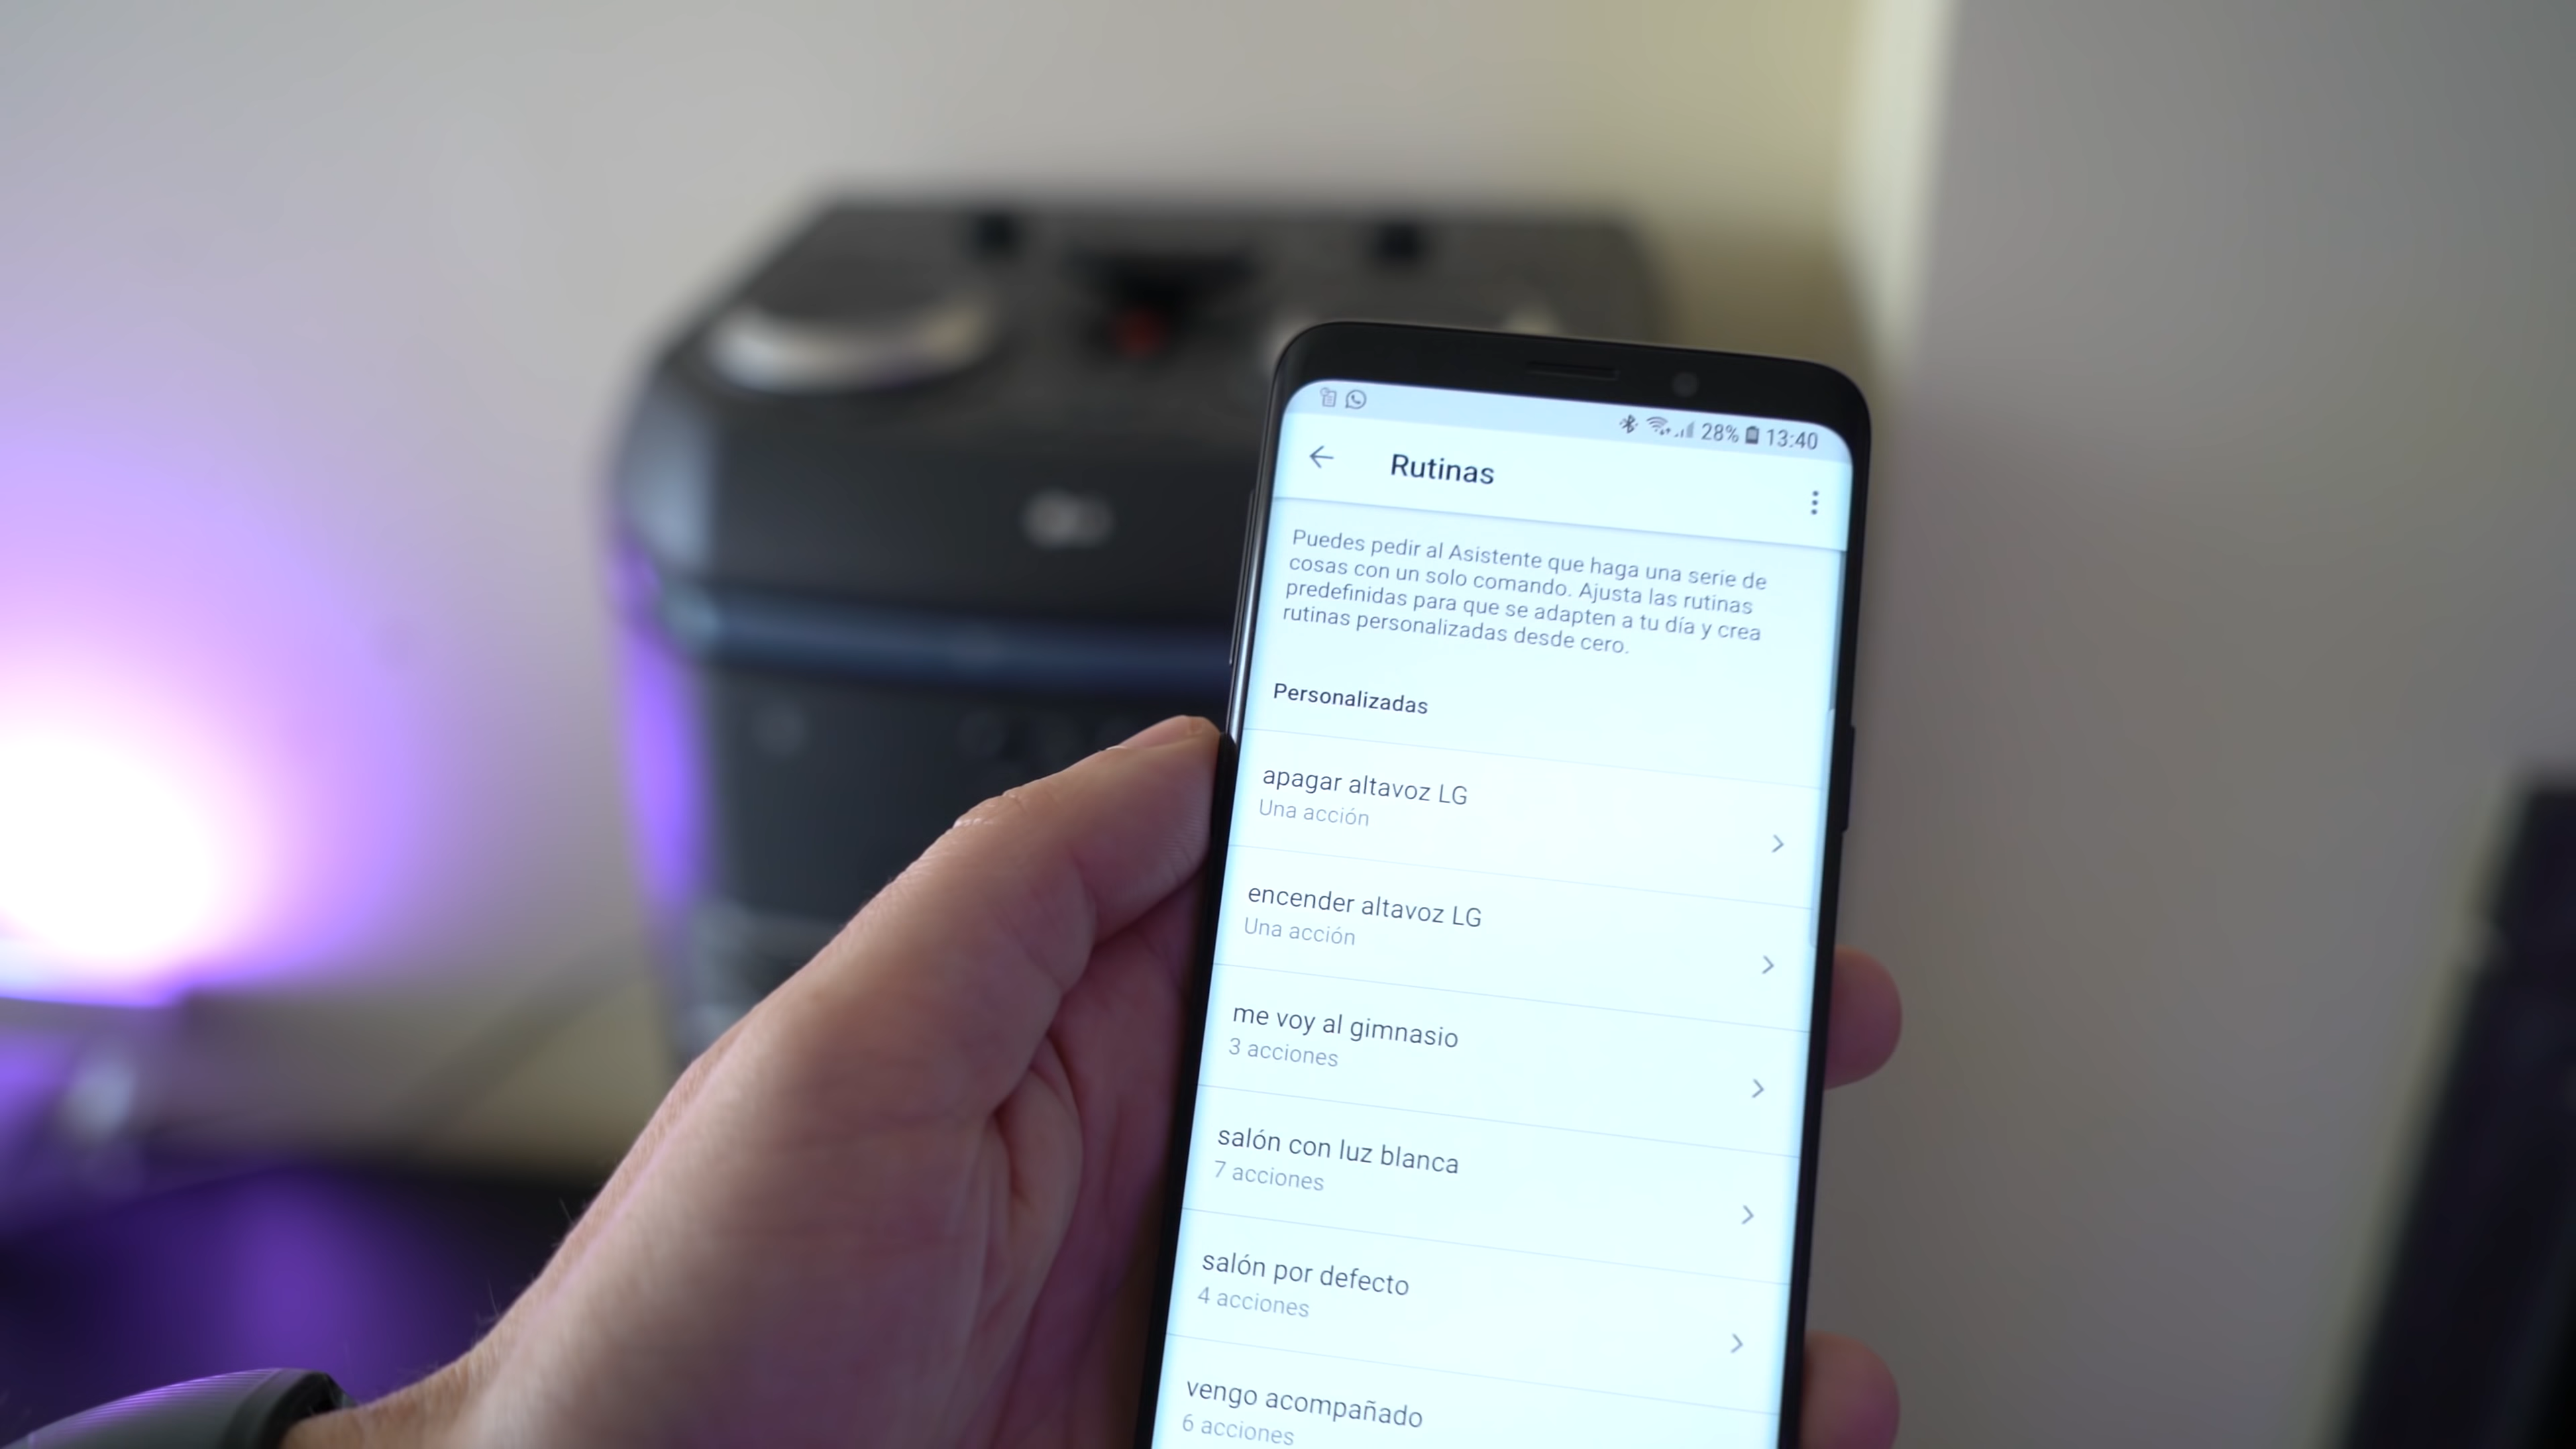 28% 13:40
Rutinas
Puedes pedir al Asistente que haga una serie de
cosas con un solo comando. Ajusta las rutinas
predefinidas para que se adapten a tu día y crea
rutinas personalizadas desde cero.
Personalizadas
apagar altavoz LG
Una acción
encender altavoz LG
Una acción
me voy al gimnasio
3 acciones
salón con luz blanca
7 acciones
salón por defecto
4 acciones
vengo acompañado
6 acciones